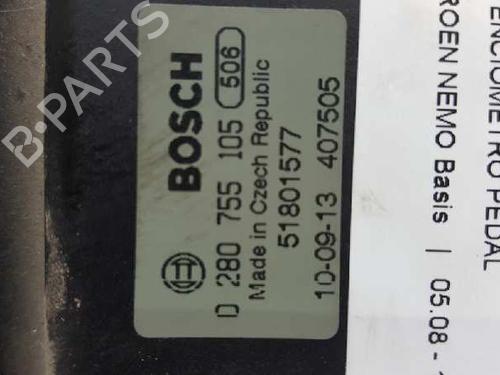 B-PARTS
BOSCH
0 280 755 105 506
Made in Czech Republic
51801577
10-09-13 407505
PEDAL
NEMO Basis | 05.08 -